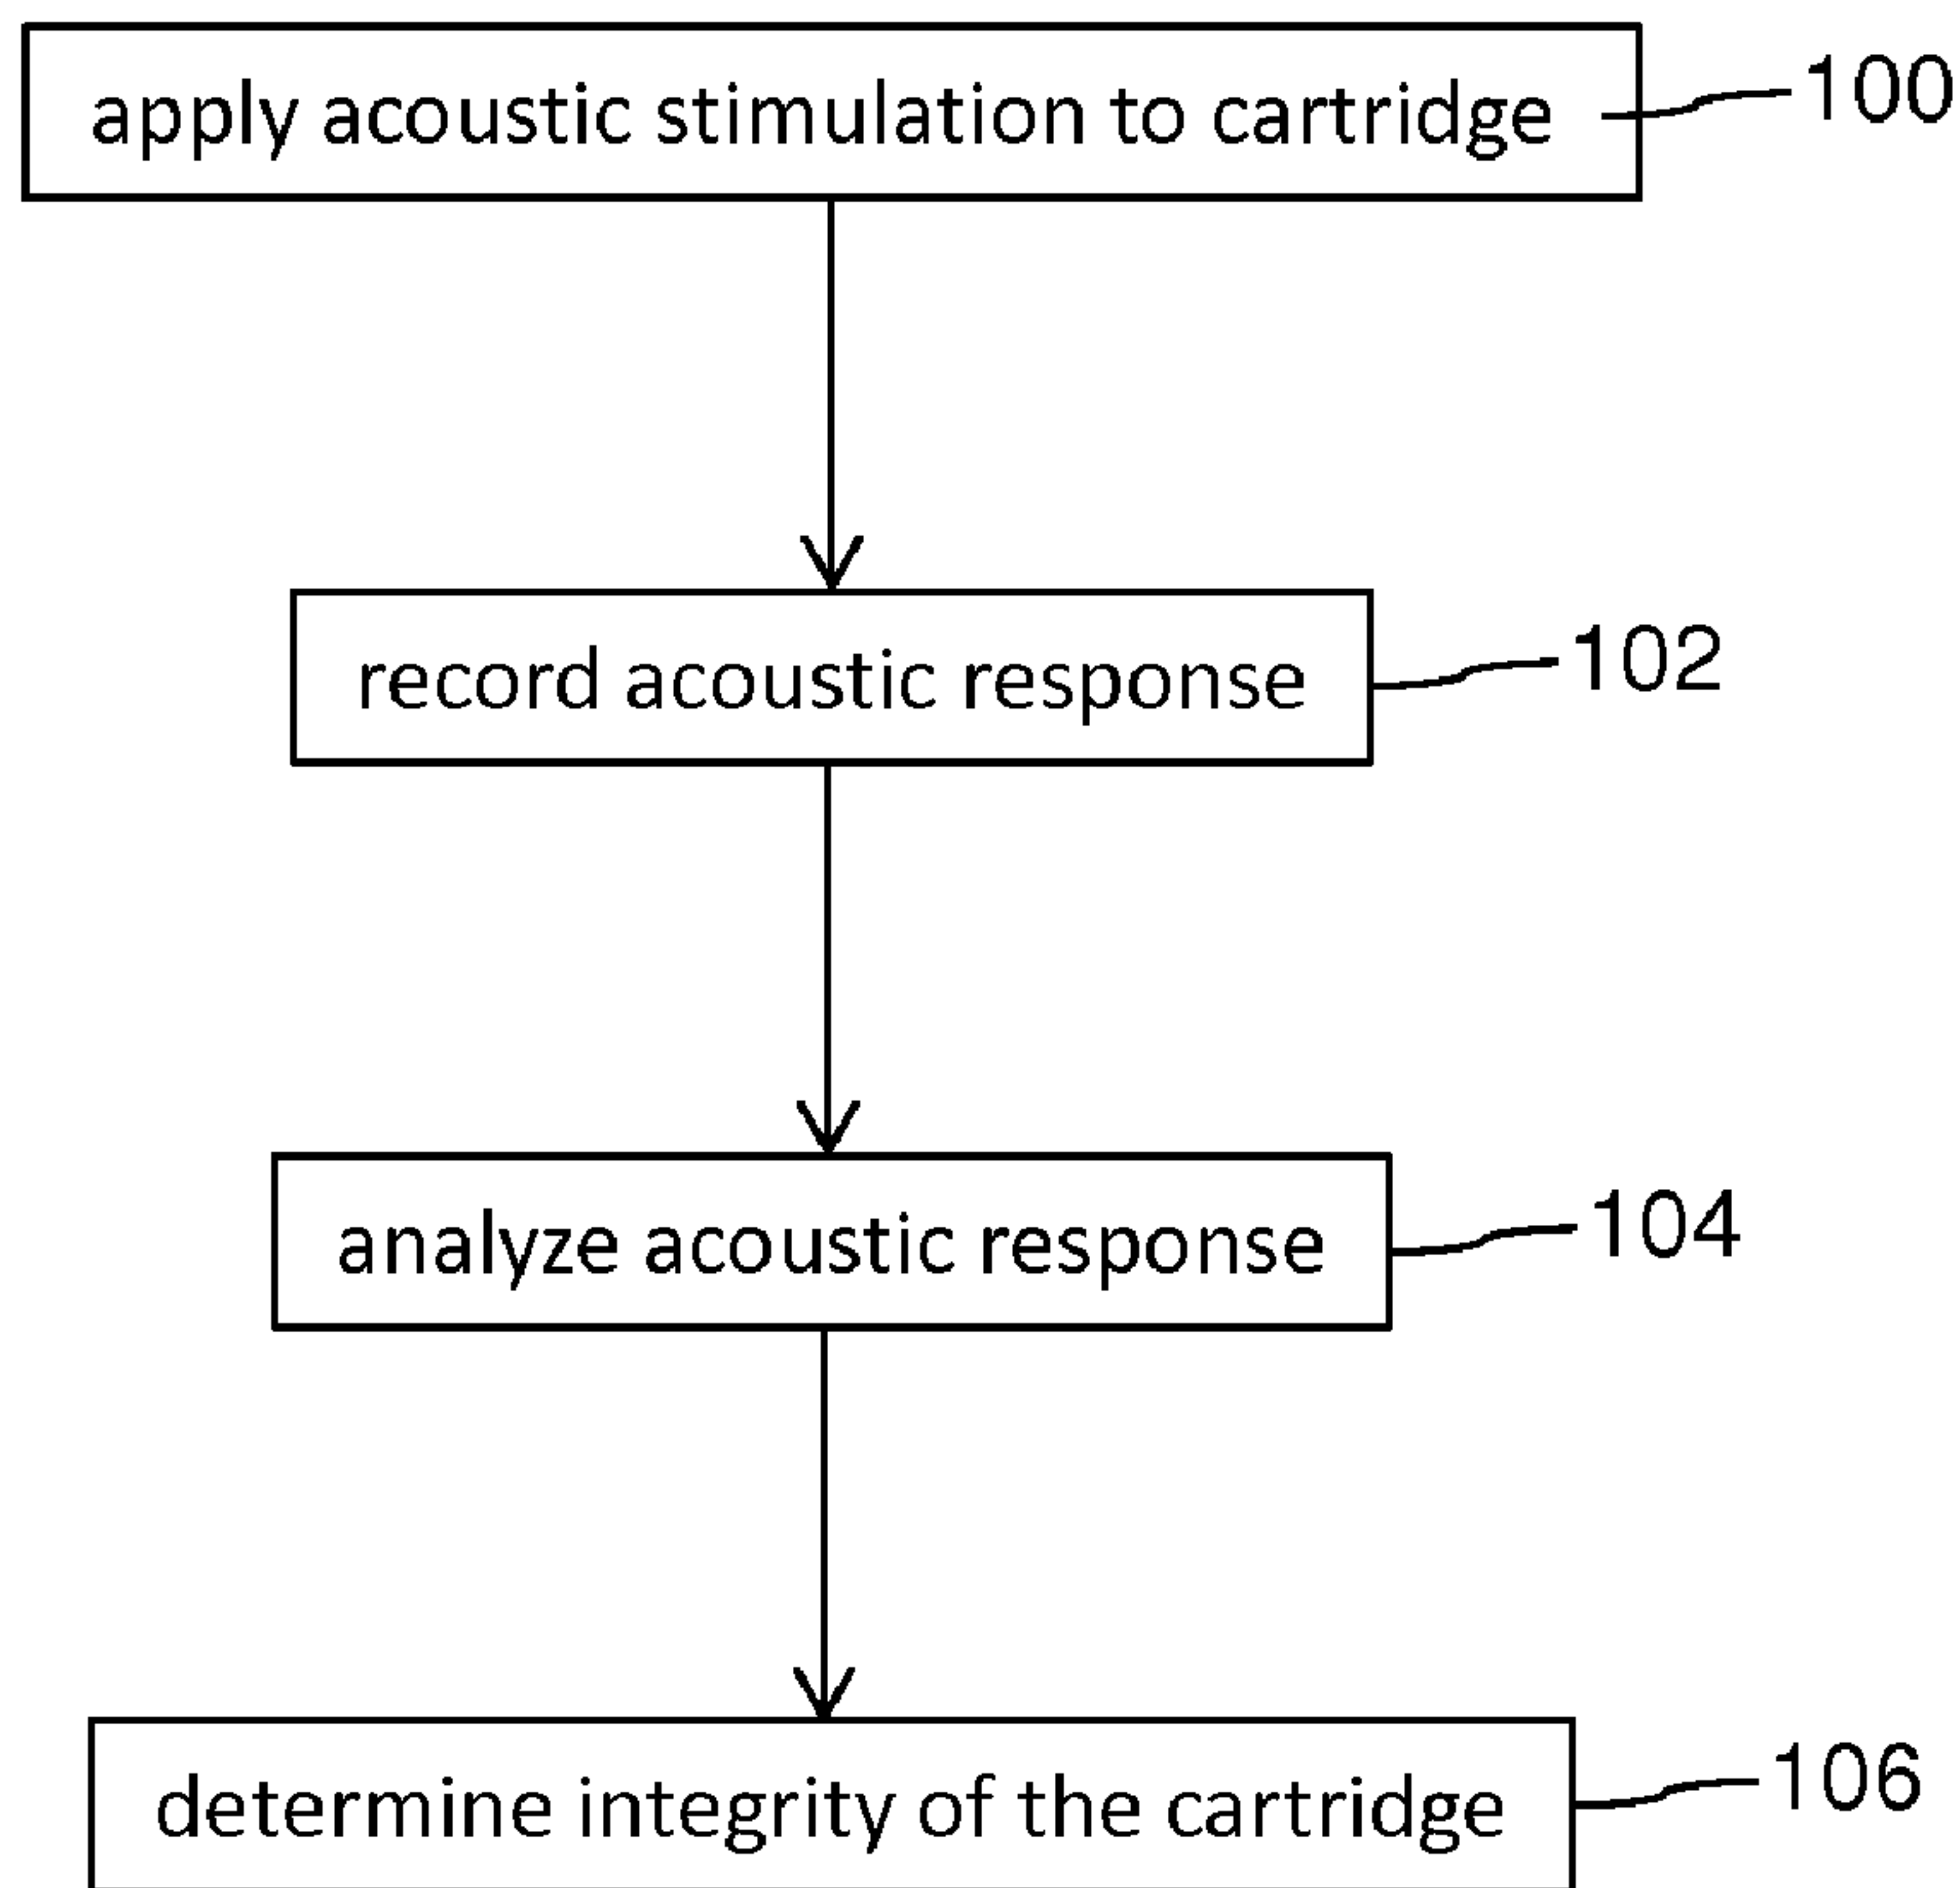 apply acoustic stimulation to cartridge 100
record acoustic response 102
analyze acoustic response 104
determine integrity of the cartridge 106